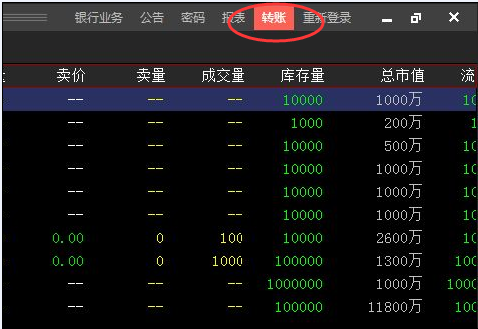 银行业务 公告 密码 报表 转账 重新登录
卖价 卖量 成交量 库存量 总市值 流
-- -- -- 10000 1000万 10
-- -- -- 1000 200万 1
-- -- -- 10000 500万 10
-- -- -- 10000 1000万 10
-- -- -- 10000 1000万 10
-- -- -- 10000 1000万 10
0.00 0 100 10000 2600万 10
0.00 0 1000 100000 1300万 100
-- -- -- 1000000 1000万 1000
-- -- -- 100000 11800万 100